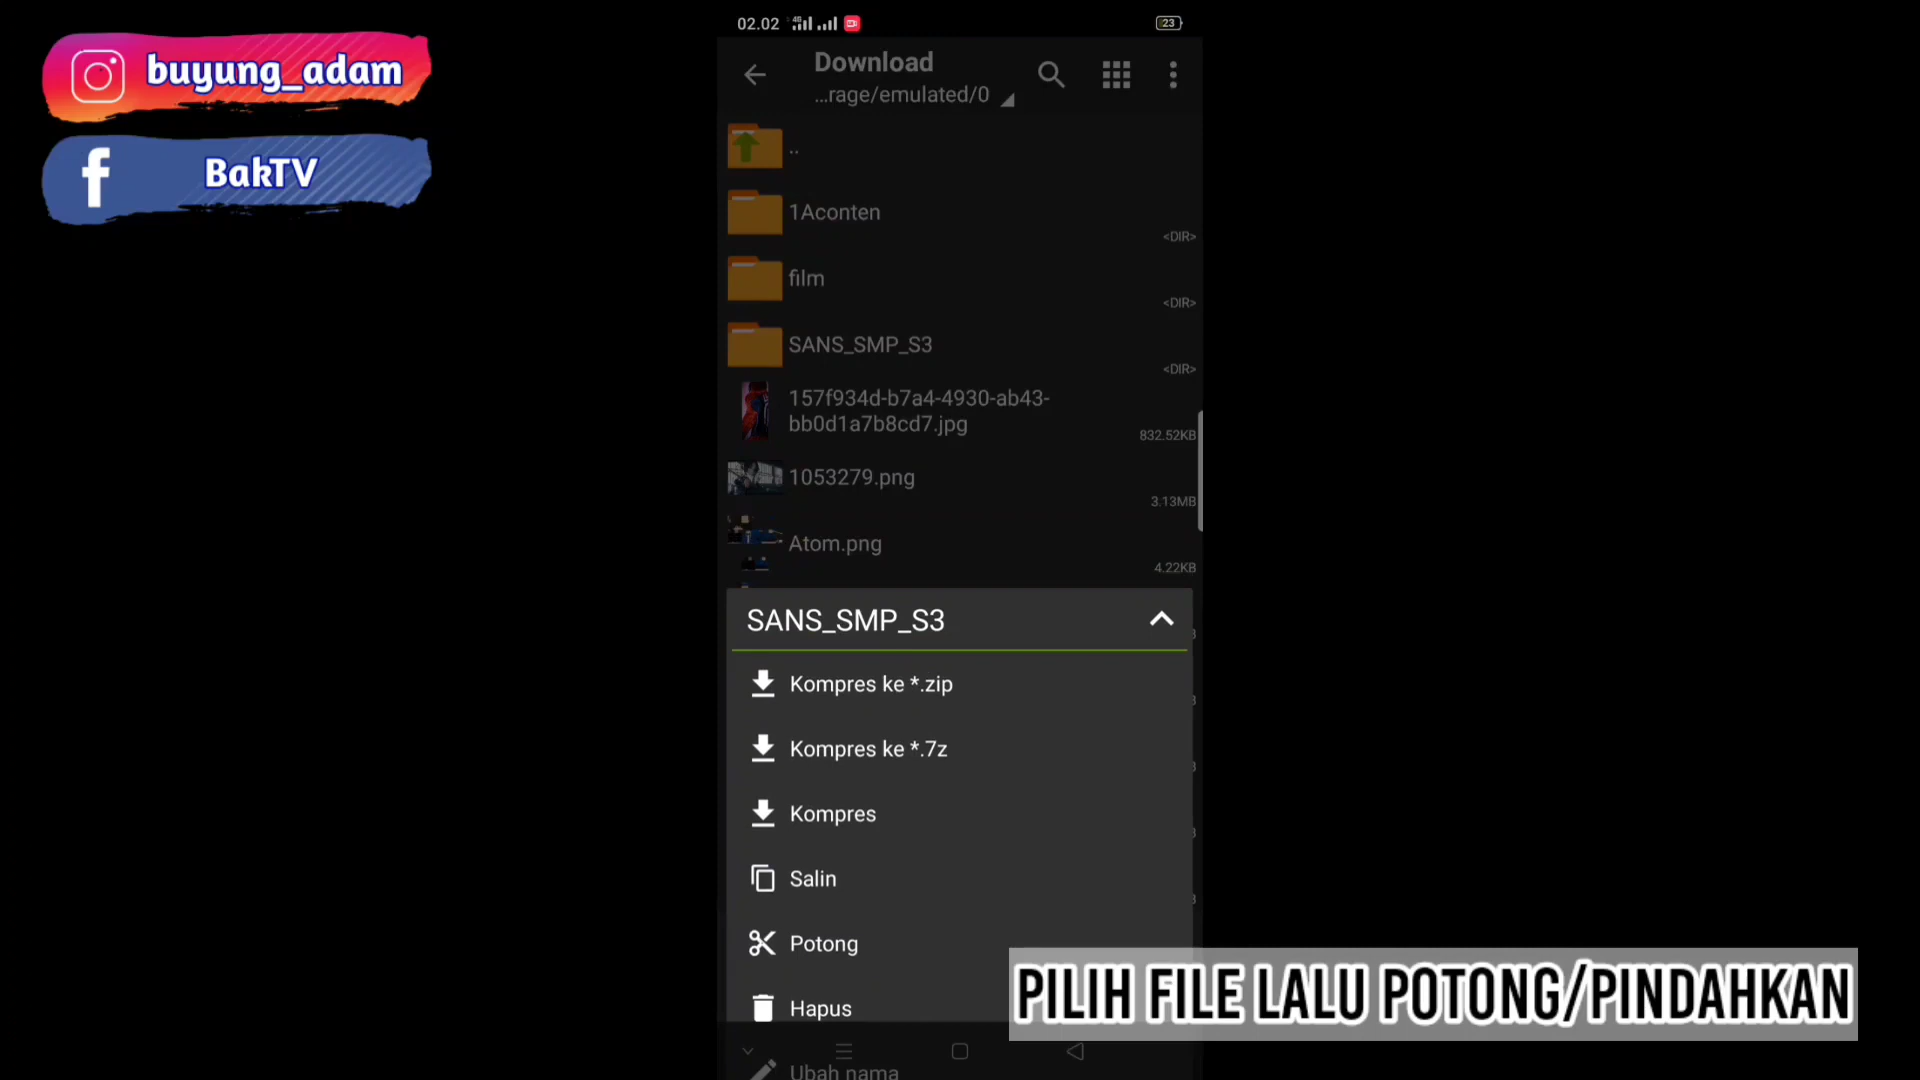 buyung_adam
BakTV
02.02
4G
23
Download
...rage/emulated/0
..
1Aconten
<DIR>
film
<DIR>
SANS_SMP_S3
<DIR>
157f934d-b7a4-4930-ab43-
bb0d1a7b8cd7.jpg
832.52KB
1053279.png
3.13MB
Atom.png
4.22KB
SANS_SMP_S3
Kompres ke *.zip
Kompres ke *.7z
Kompres
Salin
Potong
Hapus
Ubah nama
PILIH FILE LALU POTONG/PINDAHKAN